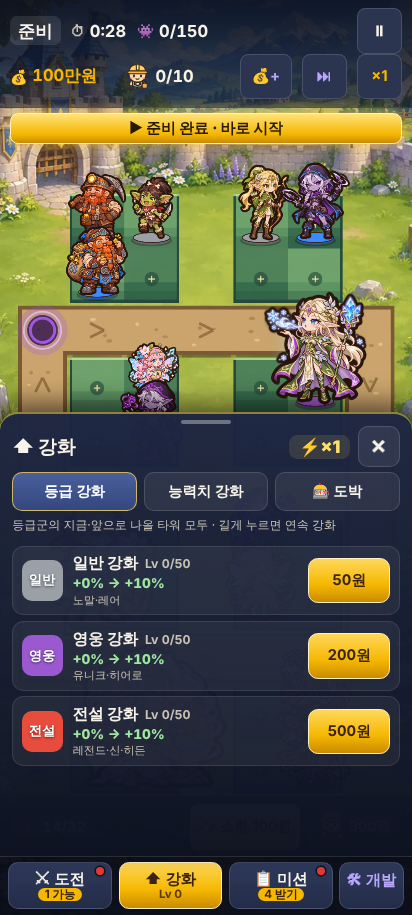 준비 ⏱ 0:28 👾 0/150 ⏸
💰 100만원 0/10 💰+ ⏭ ×1
▶ 준비 완료 · 바로 시작
⬆ 강화 ⚡×1 ✕
등급 강화 능력치 강화 🎰 도박
등급군의 지금·앞으로 나올 타워 모두 · 길게 누르면 연속 강화
일반 일반 강화 Lv 0/50
+0% → +10%
노말·레어
50원
영웅 영웅 강화 Lv 0/50
+0% → +10%
유니크·히어로
200원
전설 전설 강화 Lv 0/50
+0% → +10%
레전드·신·히든
500원
⚔ 도전 ⬆ 강화 📋 미션 🛠 개발
1 가능 Lv 0 4 받기